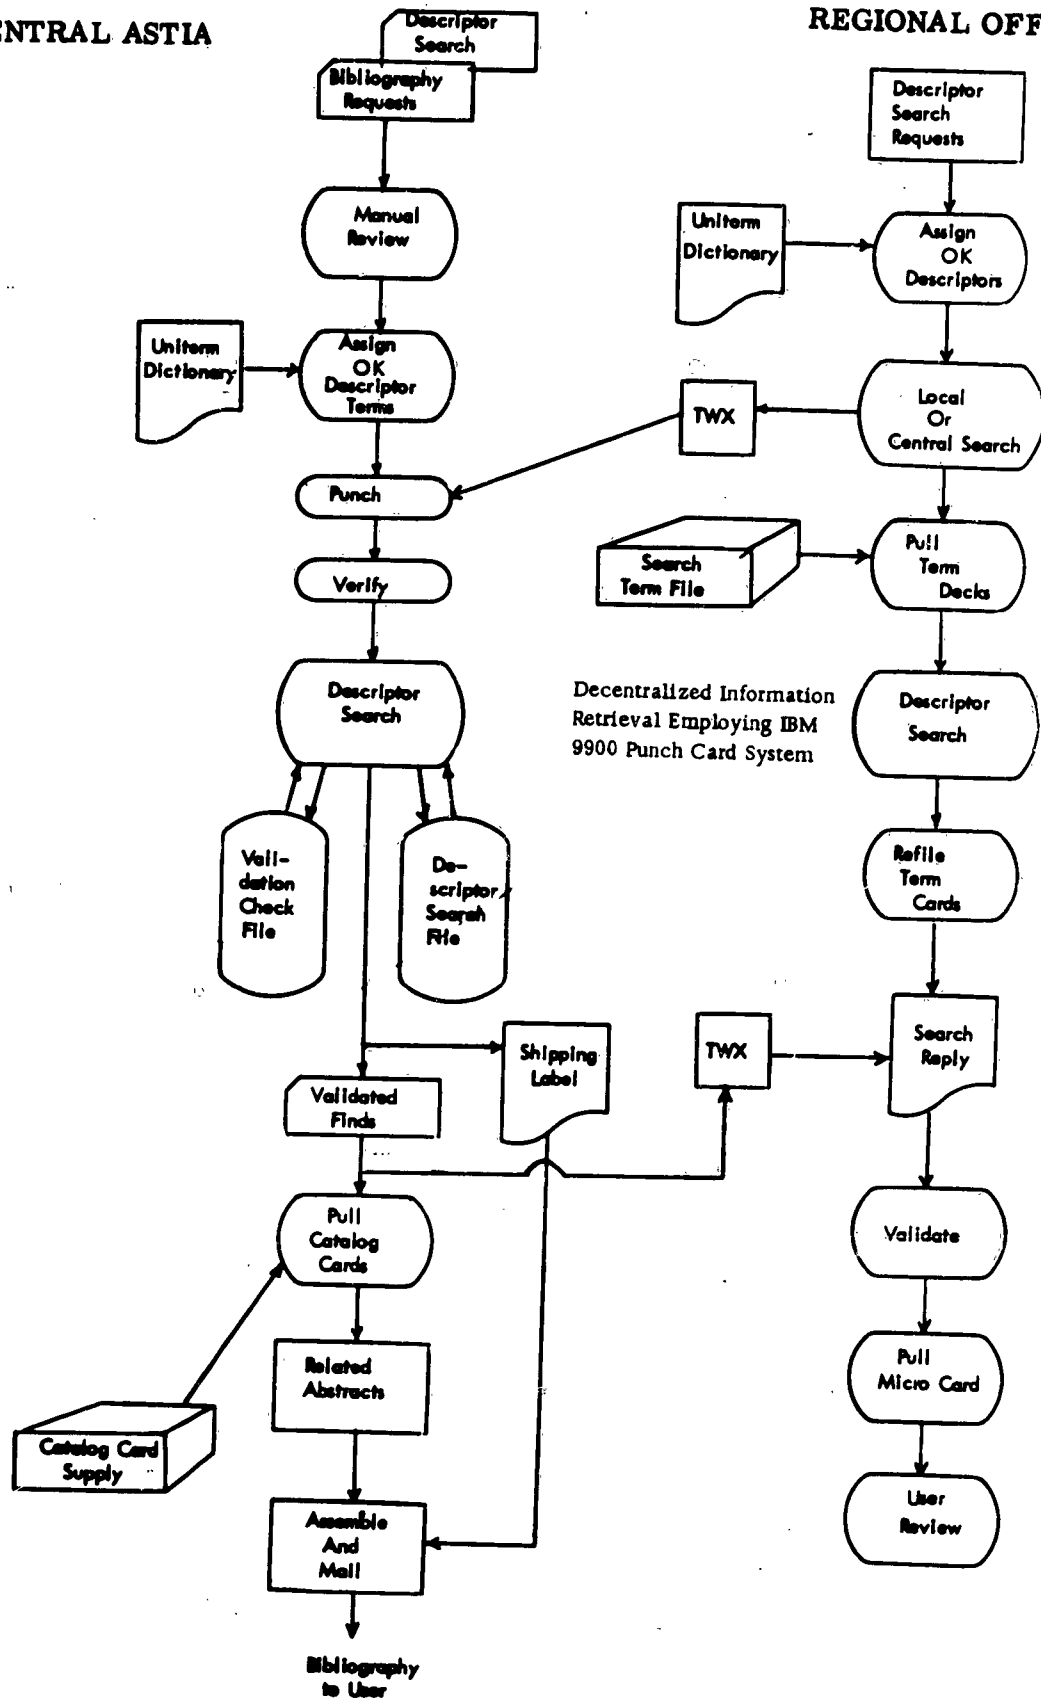 ENTRAL ASTIA
REGIONAL OFF
Descriptor
Search
Bibliography
Requests
Manual
Review
Uniterm
Dictionary
Assign
OK
Descriptor
Terms
Punch
Verify
Descriptor
Search
Vali-
dation
Check
File
De-
scriptor
Search
File
Shipping
Label
Validated
Finds
Pull
Catalog
Cards
Related
Abstracts
Catalog Card
Supply
Assemble
And
Mail
Bibliography
to User
Descriptor
Search
Requests
Uniterm
Dictionary
Assign
OK
Descriptors
TWX
Local
Or
Central Search
Search
Term File
Pull
Term
Decks
Decentralized Information
Retrieval Employing IBM
9900 Punch Card System
Descriptor
Search
Refile
Term
Cards
TWX
Search
Reply
Validate
Pull
Micro Card
User
Review